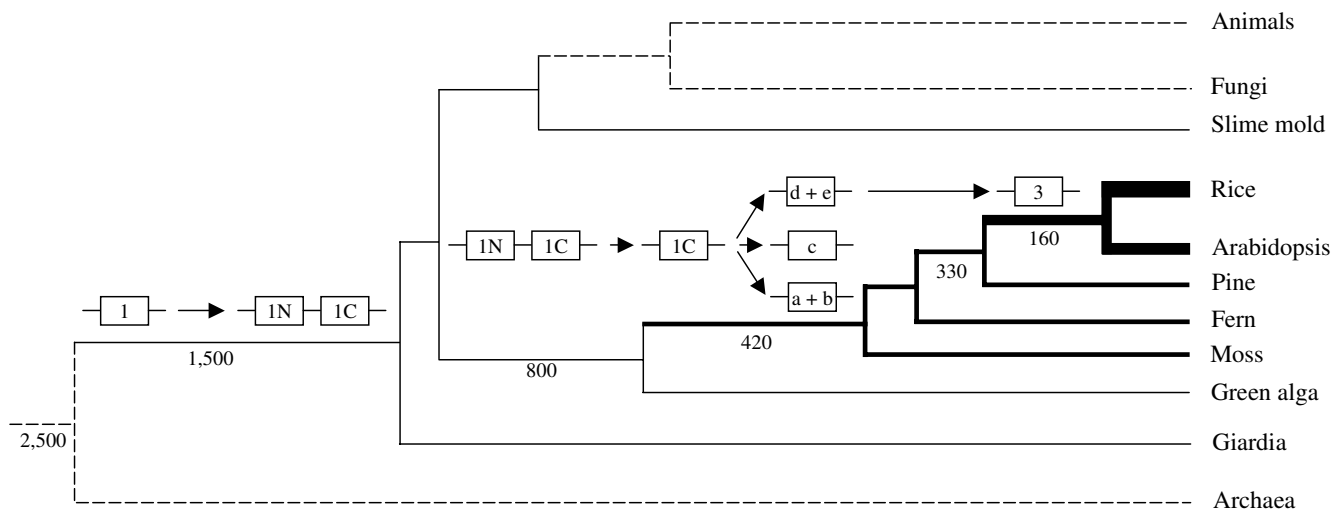 Animals
Fungi
Slime mold
d + e
3
Rice
1N
1C
1C
c
160
Arabidopsis
330
Pine
a + b
1
1N
1C
Fern
420
Moss
1,500
800
Green alga
2,500
Giardia
Archaea